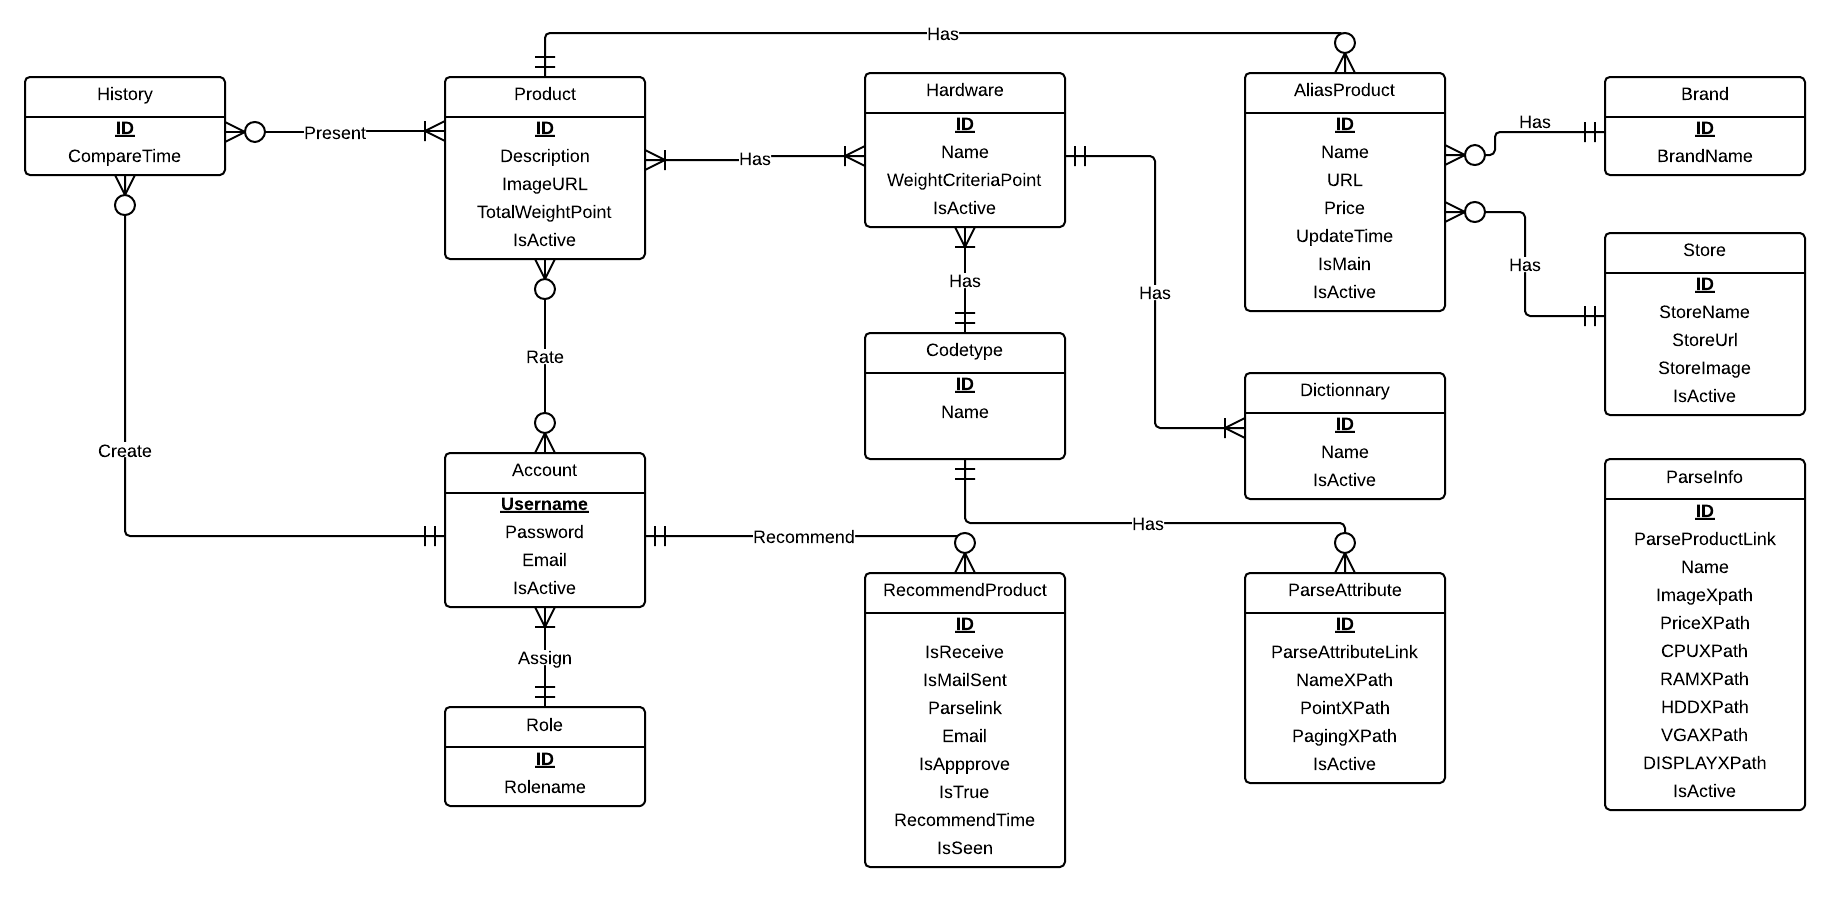 Has
History
ID
CompareTime
Present
Product
ID
Description
ImageURL
TotalWeightPoint
IsActive
Has
Hardware
ID
Name
WeightCriteriaPoint
IsActive
Has
AliasProduct
ID
Name
URL
Price
UpdateTime
IsMain
IsActive
Has
Brand
ID
BrandName
Has
Store
ID
StoreName
StoreUrl
StoreImage
IsActive
Rate
Has
Codetype
ID
Name
Dictionnary
ID
Name
IsActive
Create
Account
Username
Password
Email
IsActive
Recommend
Has
Assign
Role
ID
Rolename
RecommendProduct
ID
IsReceive
IsMailSent
Parselink
Email
IsAppprove
IsTrue
RecommendTime
IsSeen
ParseAttribute
ID
ParseAttributeLink
NameXPath
PointXPath
PagingXPath
IsActive
ParseInfo
ID
ParseProductLink
Name
ImageXpath
PriceXPath
CPUXPath
RAMXPath
HDDXPath
VGAXPath
DISPLAYXPath
IsActive